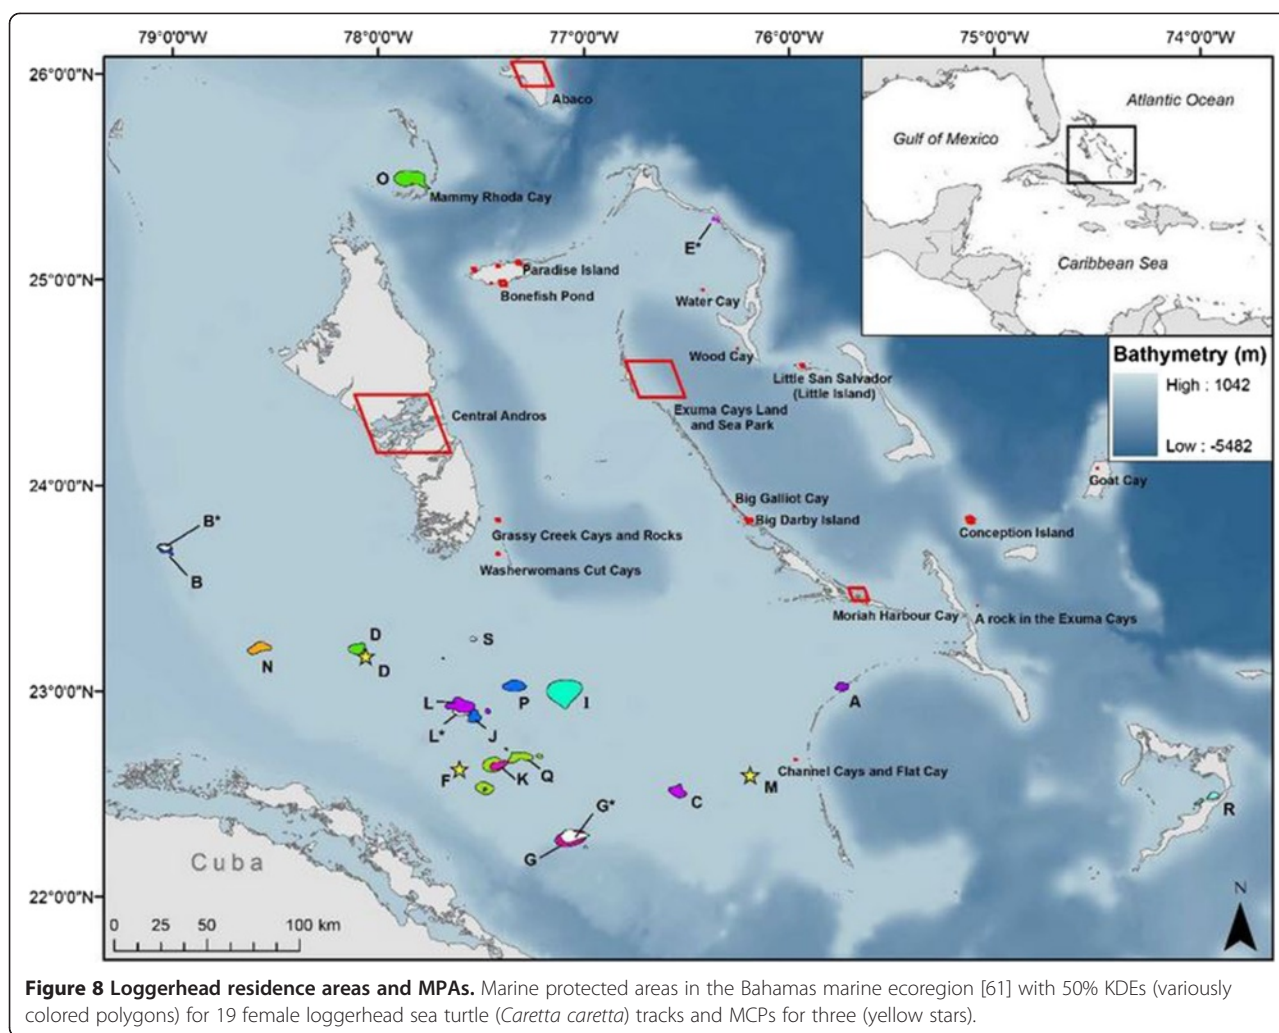 79°0'0"W 78°0'0"W 77°0'0"W 76°0'0"W 75°0'0"W 74°0'0"W
26°0'0"N
25°0'0"N
24°0'0"N
23°0'0"N
22°0'0"N
Abaco
O
Mammy Rhoda Cay
E*
Paradise Island
Bonefish Pond
Water Cay
Wood Cay
Little San Salvador
(Little Island)
Exuma Cays Land
and Sea Park
Central Andros
Goat Cay
Big Galliot Cay
Big Darby Island
B*
Grassy Creek Cays and Rocks
Conception Island
B
Washerwomans Cut Cays
Moriah Harbour Cay
A rock in the Exuma Cays
D
S
N
D
L
P
I
A
L*
J
F
K
Q
M
Channel Cays and Flat Cay
C
G*
R
G
Cuba
0 25 50 100 km
N
Atlantic Ocean
Gulf of Mexico
Caribbean Sea
Bathymetry (m)
High : 1042
Low : -5482
Figure 8 Loggerhead residence areas and MPAs. Marine protected areas in the Bahamas marine ecoregion [61] with 50% KDEs (variously
colored polygons) for 19 female loggerhead sea turtle (Caretta caretta) tracks and MCPs for three (yellow stars).